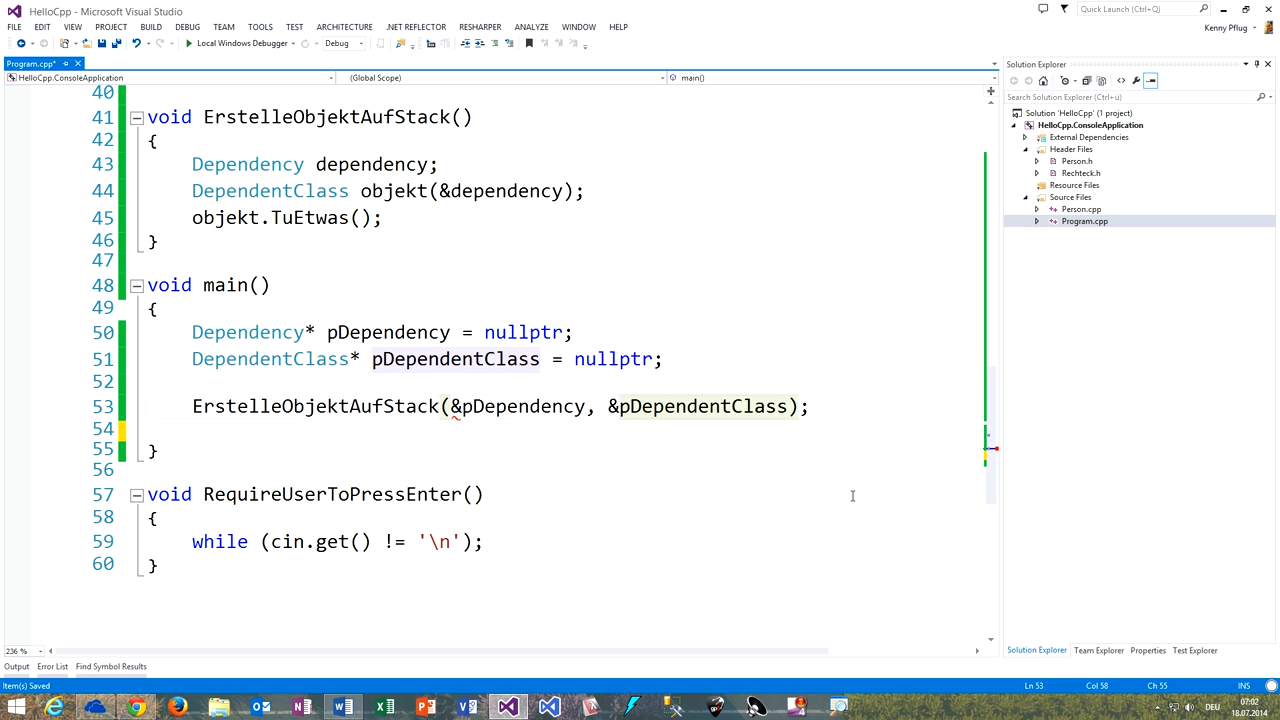 HelloCpp - Microsoft Visual Studio
Quick Launch (Ctrl+Q)
FILE EDIT VIEW PROJECT BUILD DEBUG TEAM TOOLS TEST ARCHITECTURE .NET REFLECTOR RESHARPER ANALYZE WINDOW HELP
Kenny Pflug
Local Windows Debugger Debug
Program.cpp*
HelloCpp.ConsoleApplication (Global Scope) main()
40
41 void ErstelleObjektAufStack()
42 {
43 Dependency dependency;
44 DependentClass objekt(&dependency);
45 objekt.TuEtwas();
46 }
47
48 void main()
49 {
50 Dependency* pDependency = nullptr;
51 DependentClass* pDependentClass = nullptr;
52
53 ErstelleObjektAufStack(&pDependency, &pDependentClass);
54
55 }
56
57 void RequireUserToPressEnter()
58 {
59 while (cin.get() != '\n');
60 }
236 %
Output Error List Find Symbol Results
Solution Explorer
Search Solution Explorer (Ctrl+ü)
Solution 'HelloCpp' (1 project)
HelloCpp.ConsoleApplication
External Dependencies
Header Files
Person.h
Rechteck.h
Resource Files
Source Files
Person.cpp
Program.cpp
Solution Explorer Team Explorer Properties Test Explorer
Item(s) Saved Ln 53 Col 58 Ch 55 INS
DEU
07:02
18.07.2014